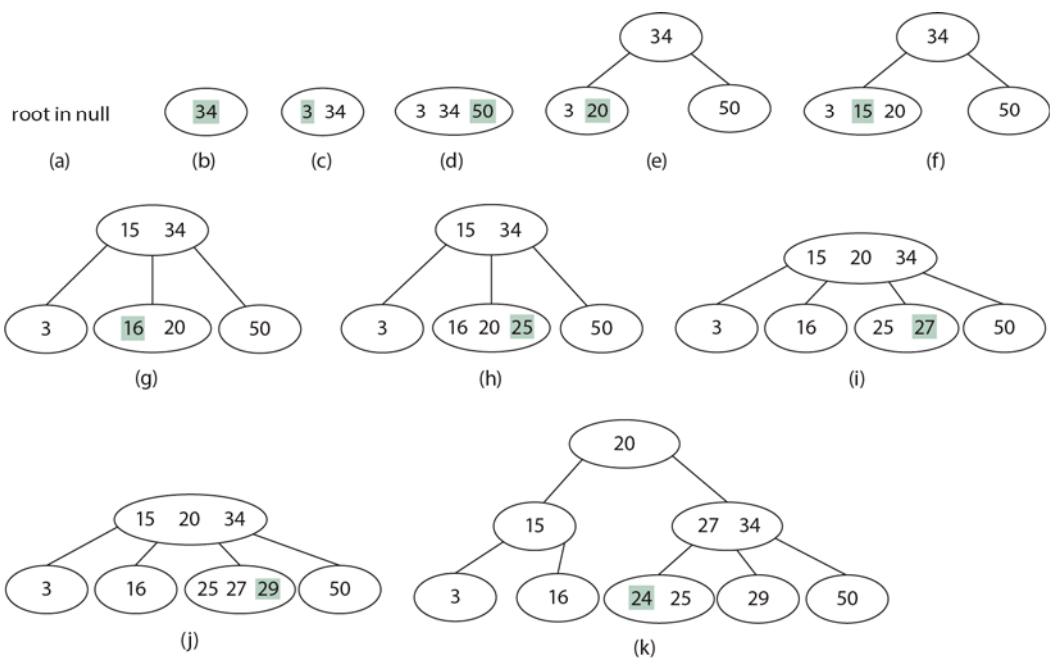 34
34
root in null
34
3 34
3 34 50
3 20
50
3 15 20
50
(a)
(b)
(c)
(d)
(e)
(f)
15 34
15 34
15 20 34
3
16 20
50
3
16 20 25
50
3
16
25 27
50
(g)
(h)
(i)
20
15 20 34
15
27 34
3
16
25 27 29
50
3
16
24 25
29
50
(j)
(k)